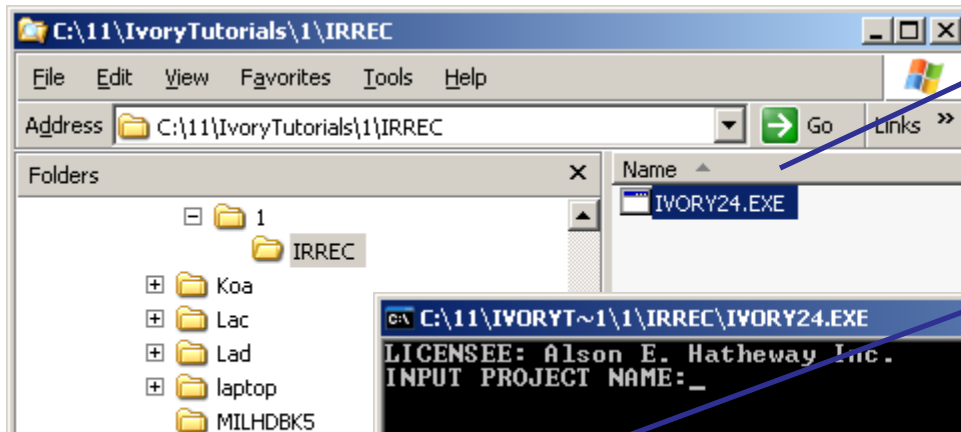 C:\11\IvoryTutorials\1\IRREC
File Edit View Favorites Tools Help
Address C:\11\IvoryTutorials\1\IRREC Go Links »
Folders
Name
1
IVORY24.EXE
IRREC
Koa
Lac
Lad
laptop
MILHDBK5
C:\11\IVORYT~1\1\IRREC\IVORY24.EXE
LICENSEE: Alson E. Hatheway Inc.
INPUT PROJECT NAME:_